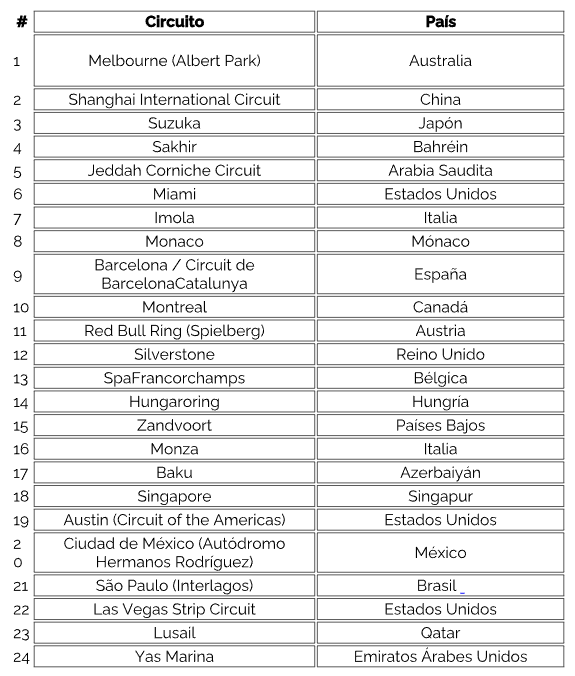 # Circuito País
1 Melbourne (Albert Park) Australia
2 Shanghai International Circuit China
3 Suzuka Japón
4 Sakhir Bahréin
5 Jeddah Corniche Circuit Arabia Saudita
6 Miami Estados Unidos
7 Imola Italia
8 Monaco Mónaco
9 Barcelona / Circuit de
BarcelonaCatalunya España
10 Montreal Canadá
11 Red Bull Ring (Spielberg) Austria
12 Silverstone Reino Unido
13 SpaFrancorchamps Bélgica
14 Hungaroring Hungría
15 Zandvoort Países Bajos
16 Monza Italia
17 Baku Azerbaiyán
18 Singapore Singapur
19 Austin (Circuit of the Americas) Estados Unidos
2 Ciudad de México (Autódromo
0 Hermanos Rodríguez) México
21 São Paulo (Interlagos) Brasil
22 Las Vegas Strip Circuit Estados Unidos
23 Lusail Qatar
24 Yas Marina Emiratos Árabes Unidos